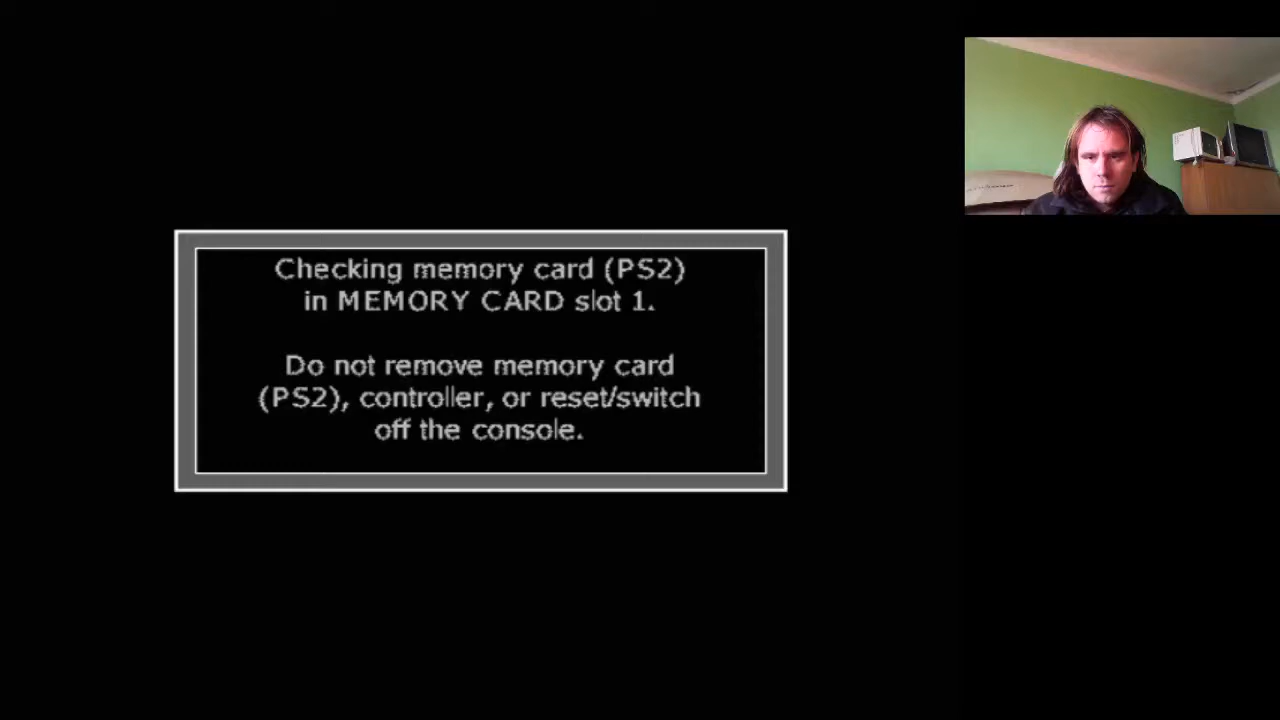 Checking memory card (PS2)
in MEMORY CARD slot 1.
Do not remove memory card
(PS2), controller, or reset/switch
off the console.